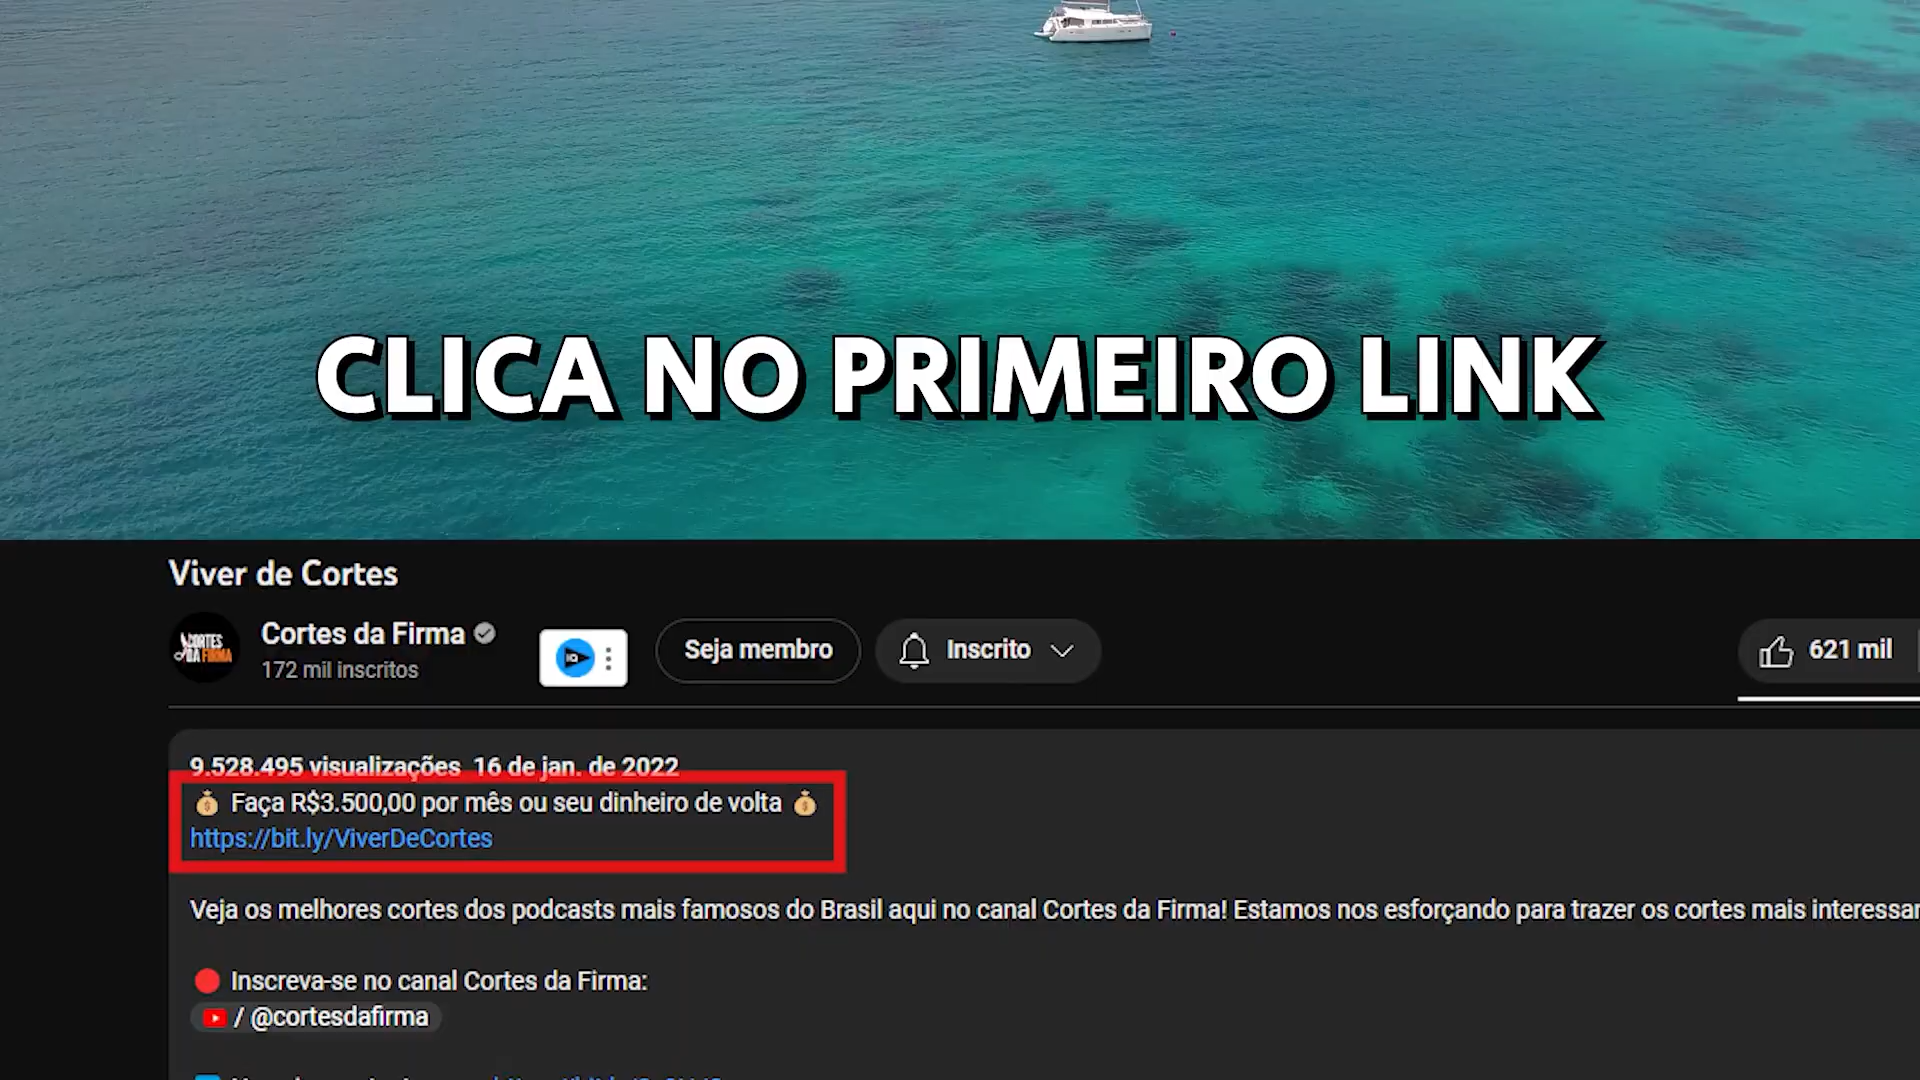 CLICA NO PRIMEIRO LINK
Viver de Cortes
CORTES DA FIRMA
Cortes da Firma
172 mil inscritos
Seja membro
Inscrito
621 mil
9.528.495 visualizações 16 de jan. de 2022
💰 Faça R$3.500,00 por mês ou seu dinheiro de volta 💰
https://bit.ly/ViverDeCortes
Veja os melhores cortes dos podcasts mais famosos do Brasil aqui no canal Cortes da Firma! Estamos nos esforçando para trazer os cortes mais
🔴 Inscreva-se no canal Cortes da Firma:
/ @cortesdafirma